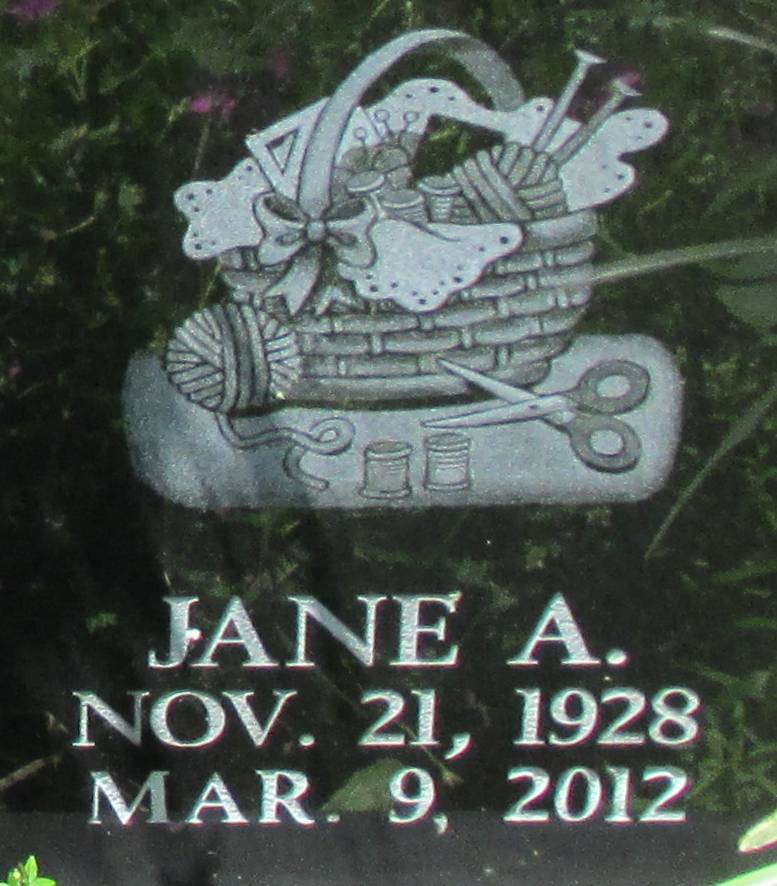 JANE A.
NOV. 21, 1928
MAR. 9, 2012